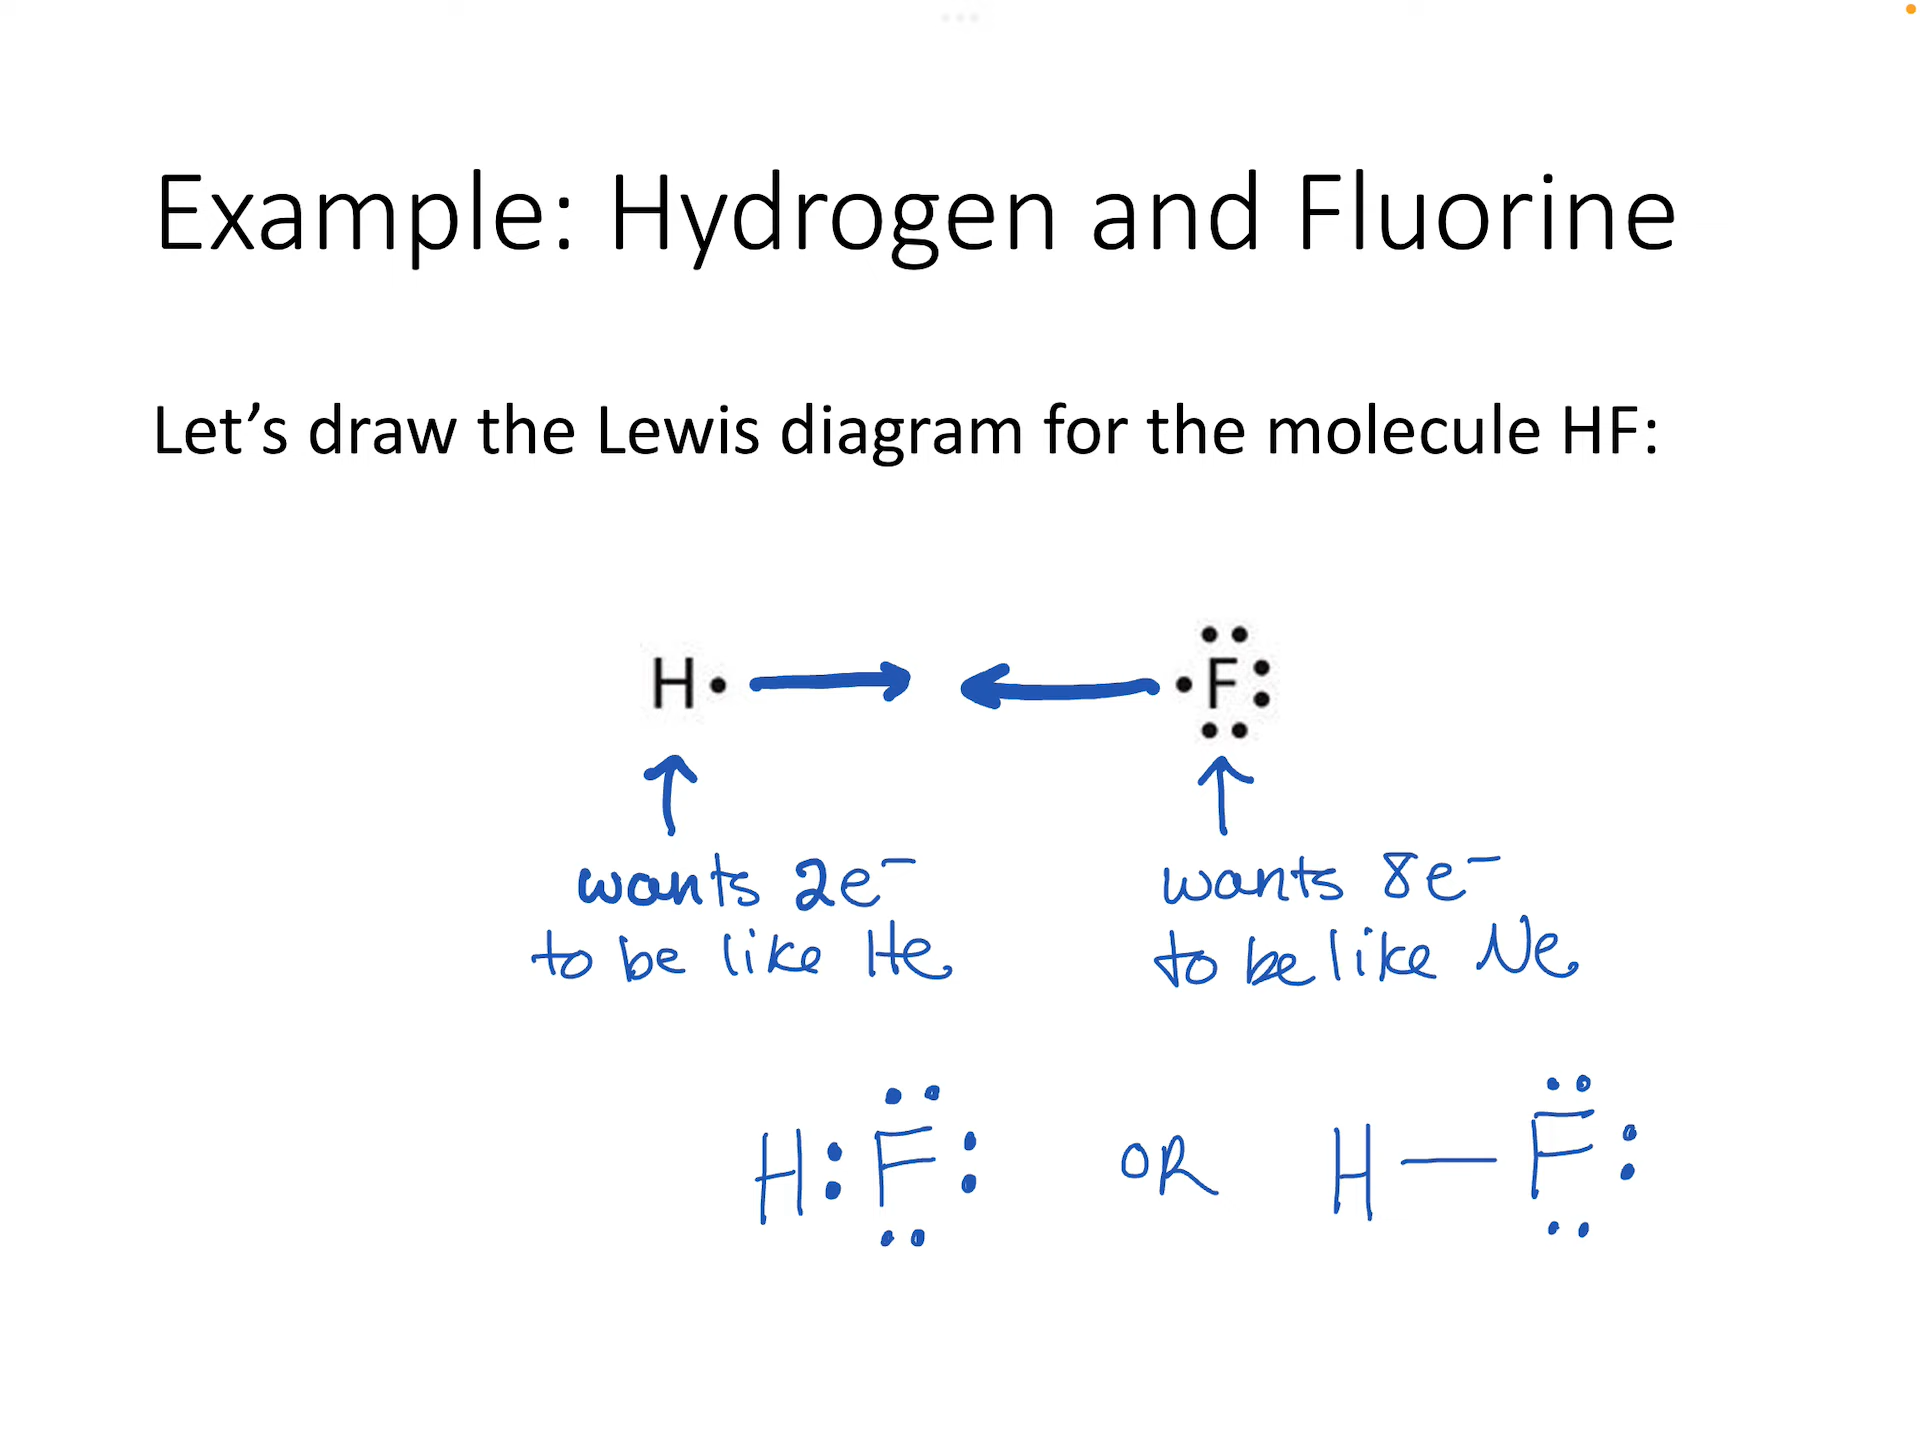 Example: Hydrogen and Fluorine
Let’s draw the Lewis diagram for the molecule HF:
H• •F:
wants 2e⁻ wants 8e⁻
to be like He to be like Ne
H:F: OR H—F: